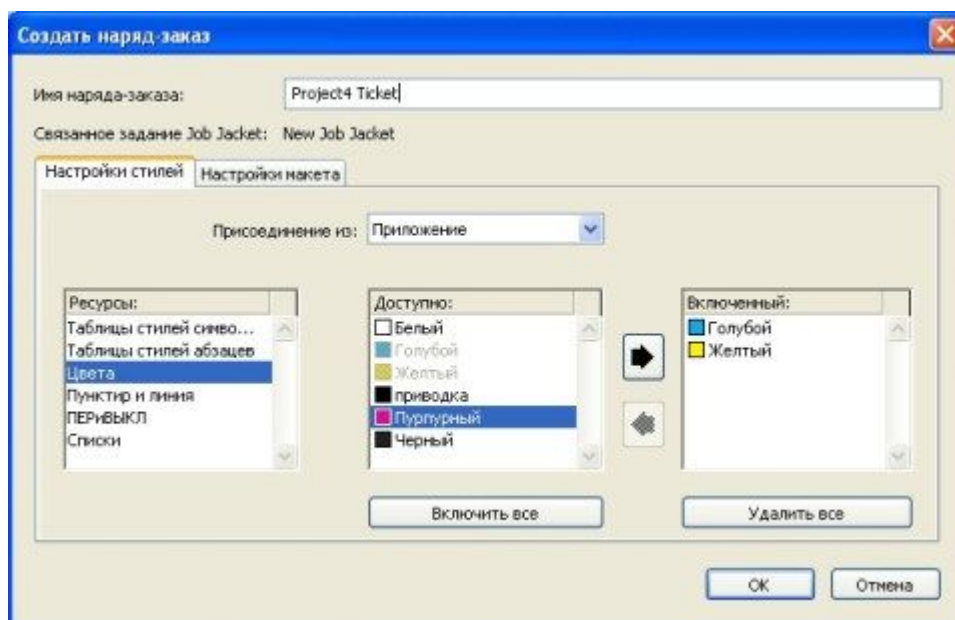 Создать наряд-заказ
Имя наряда-заказа: Project4 Ticket
Связанное задание Job Jacket: New Job Jacket
Настройки стилей Настройки макета
Присоединение из: Приложение
Ресурсы:
Таблицы стилей симво...
Таблицы стилей абзацев
Цвета
Пунктир и линия
ПЕРиВЫКЛ
Списки
Доступно:
Белый
Голубой
Желтый
приводка
Пурпурный
Черный
Включить все
Включенный:
Голубой
Желтый
Удалить все
ОК Отмена